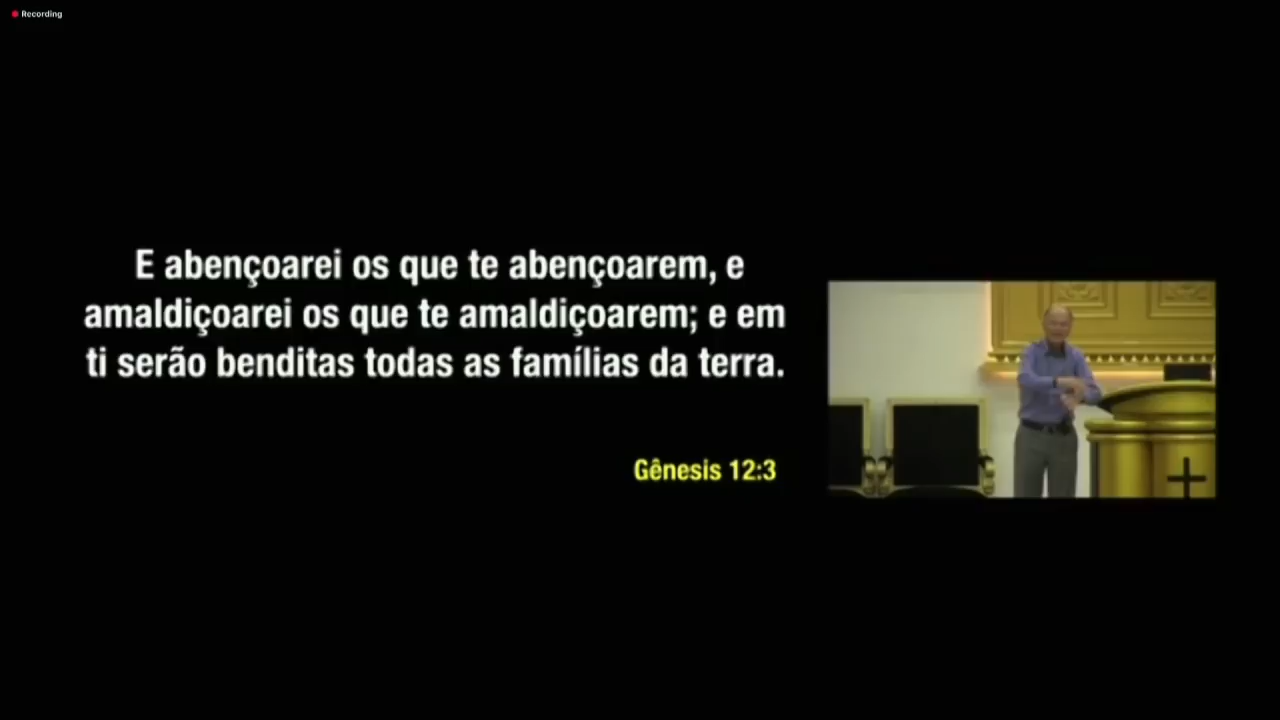 Recording
E abençoarei os que te abençoarem, e
amaldiçoarei os que te amaldiçoarem; e em
ti serão benditas todas as famílias da terra.
Gênesis 12:3